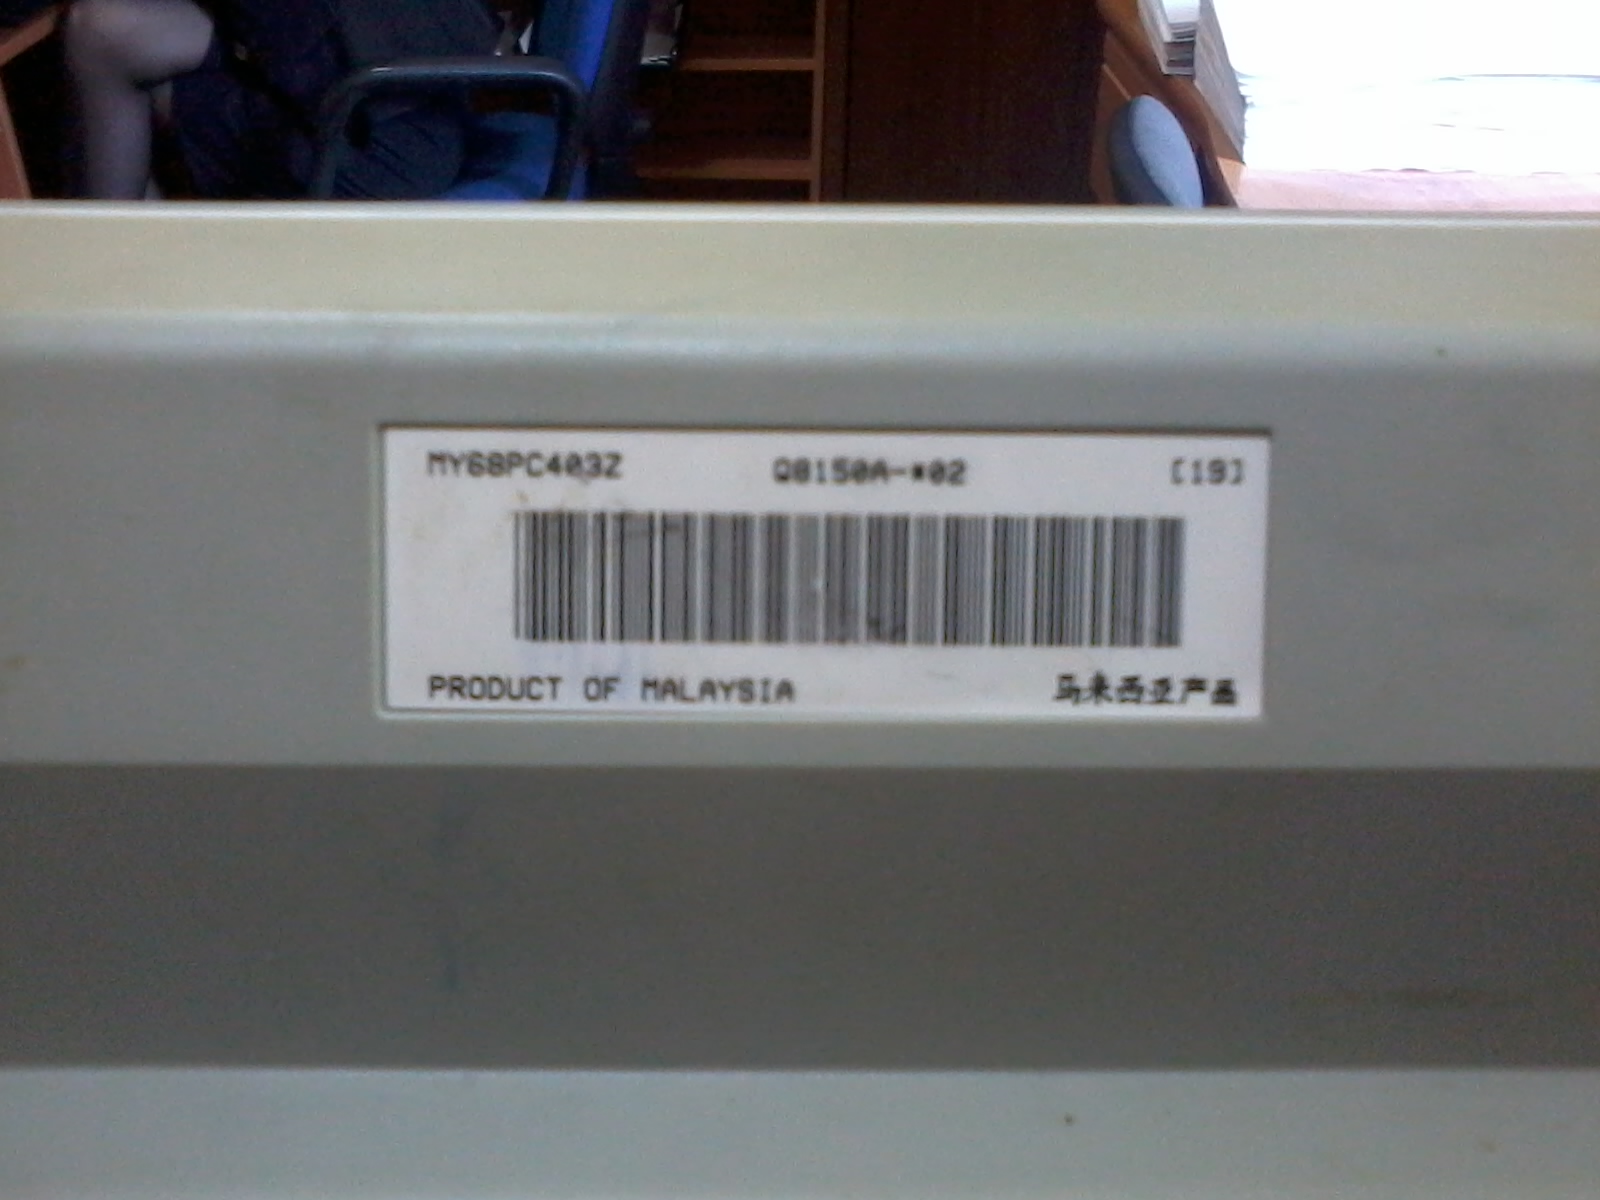 MY68PC403Z Q8150A-*02 [19]
PRODUCT OF MALAYSIA 马来西亚产品